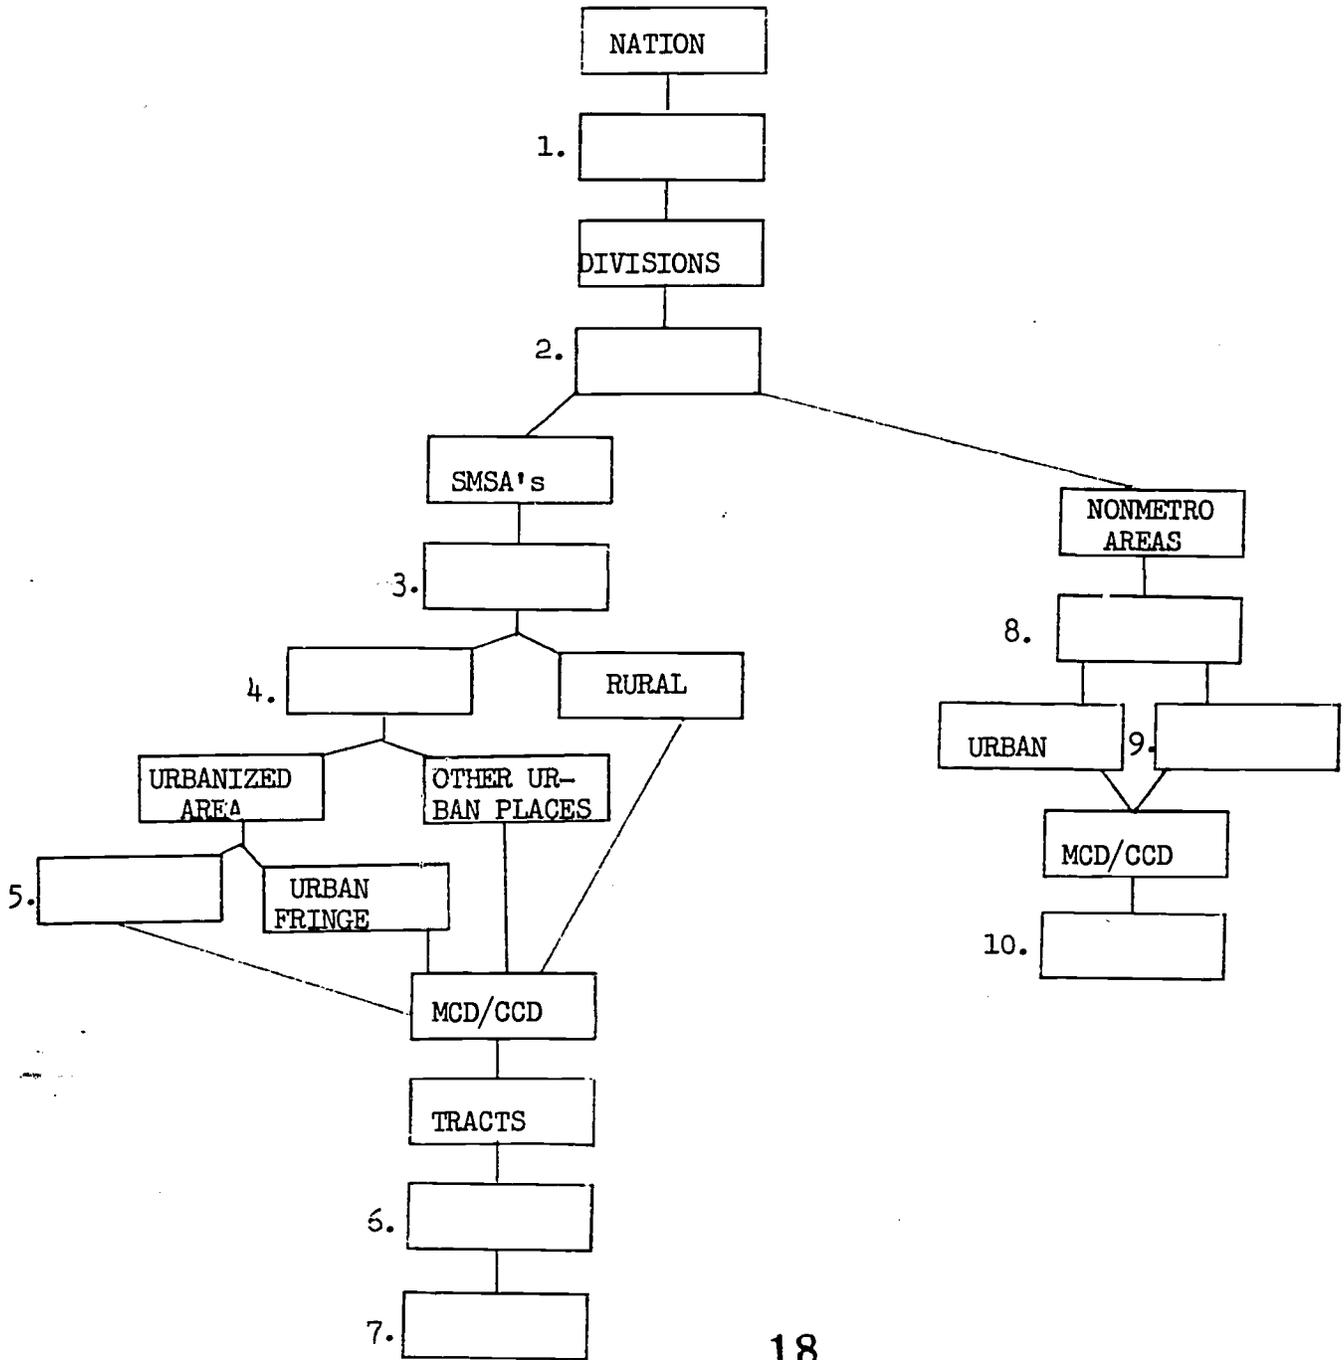 NATION
1.
DIVISIONS
2.
SMSA's
NONMETRO
AREAS
3.
8.
4.
RURAL
URBAN
9.
URBANIZED
AREA
OTHER UR-
BAN PLACES
MCD/CCD
5.
URBAN
FRINGE
10.
MCD/CCD
TRACTS
6.
7.
18